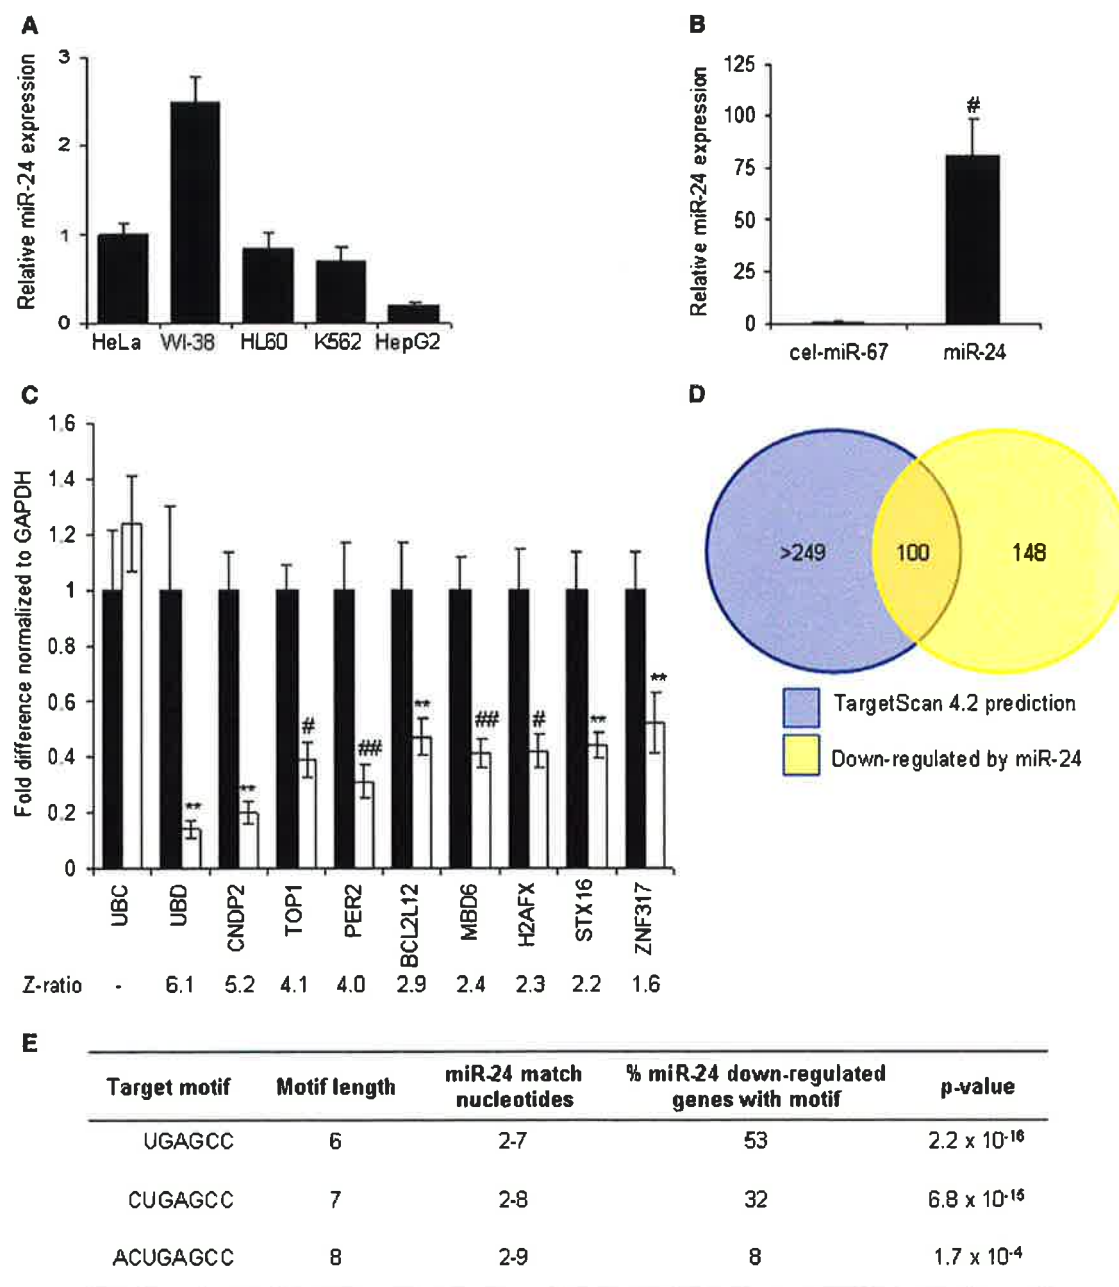 A
Relative miR-24 expression
3
2
1
0
HeLa WI-38 HL60 K562 HepG2
B
Relative miR-24 expression
125
100
75
50
25
0
#
cel-miR-67 miR-24
C
Fold difference normalized to GAPDH
1.6
1.4
1.2
1
0.8
0.6
0.4
0.2
0
** ** # ## ** ## # ** **
UBC UBD CNDP2 TOP1 PER2 BCL2L12 MBD6 H2AFX STX16 ZNF317
Z-ratio - 6.1 5.2 4.1 4.0 2.9 2.4 2.3 2.2 1.6
D
>249 100 148
TargetScan 4.2 prediction
Down-regulated by miR-24
E
Target motif Motif length miR-24 match nucleotides % miR-24 down-regulated genes with motif p-value
UGAGCC 6 2-7 53 2.2 x 10-16
CUGAGCC 7 2-8 32 6.8 x 10-15
ACUGAGCC 8 2-9 8 1.7 x 10-4